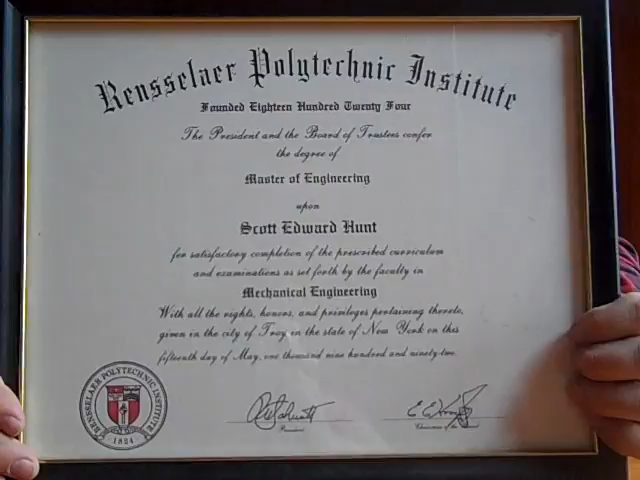 Rensselaer Polytechnic Institute
Founded Eighteen Hundred Twenty Four
The President and the Board of Trustees confer
the degree of
Master of Engineering
upon
Scott Edward Hunt
for satisfactory completion of the prescribed curriculum
and examinations as set forth by the faculty in
Mechanical Engineering
With all the rights, honors, and privileges pertaining thereto,
given in the city of Troy in the state of New York on this
fifteenth day of May, one thousand nine hundred and ninety-two.
RENSSELAER POLYTECHNIC INSTITUTE
1824
President
Chairman of the Board